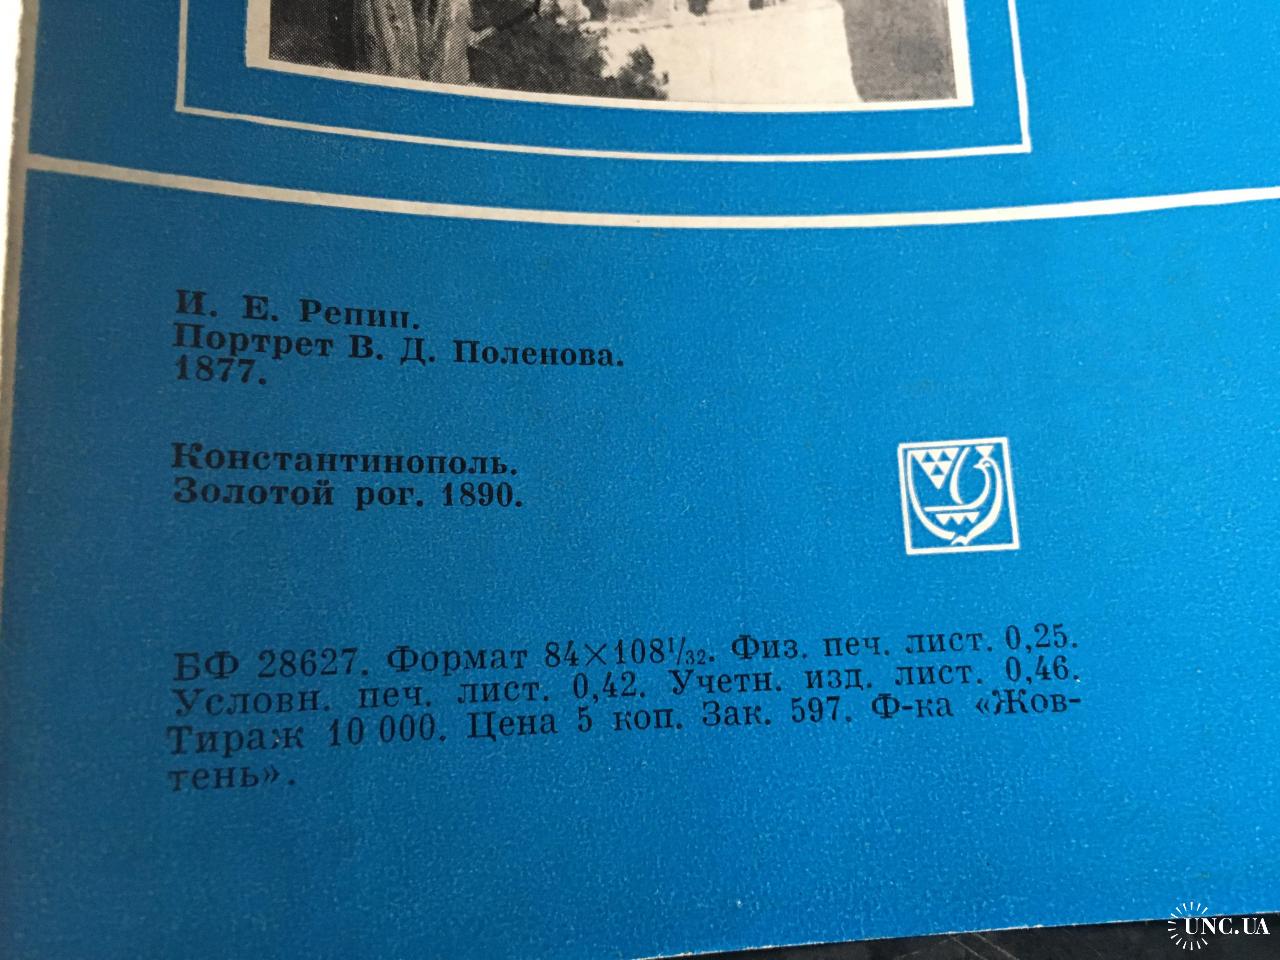 И. Е. Репин.
Портрет В. Д. Поленова.
1877.
Константинополь.
Золотой рог. 1890.
БФ 28627. Формат 84×108¹/₃₂. Физ. печ. лист. 0,25.
Условн. печ. лист. 0,42. Учетн. изд. лист. 0,46.
Тираж 10 000. Цена 5 коп. Зак. 597. Ф-ка «Жов-
тень».
UNC.UA